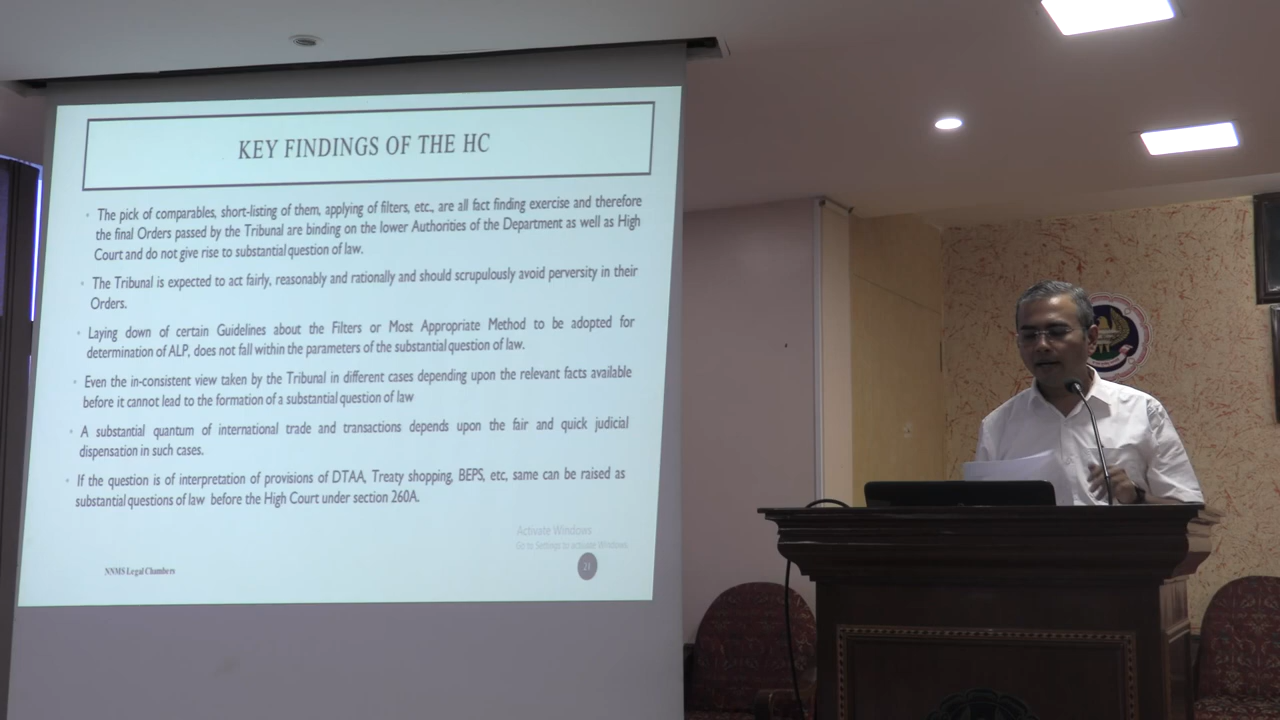 KEY FINDINGS OF THE HC
The pick of comparables, short-listing of them, applying of filters, etc., are all fact finding exercise and therefore
the final Orders passed by the Tribunal are binding on the lower Authorities of the Department as well as High
Court and do not give rise to substantial question of law.
The Tribunal is expected to act fairly, reasonably and rationally and should scrupulously avoid perversity in their
Orders.
Laying down of certain Guidelines about the Filters or Most Appropriate Method to be adopted for
determination of ALP, does not fall within the parameters of the substantial question of law.
Even the in-consistent view taken by the Tribunal in different cases depending upon the relevant facts available
before it cannot lead to the formation of a substantial question of law
A substantial quantum of international trade and transactions depends upon the fair and quick judicial
dispensation in such cases.
If the question is of interpretation of provisions of DTAA, Treaty shopping, BEPS, etc, same can be raised as
substantial questions of law before the High Court under section 260A.
Activate Windows
Go to Settings to activate Windows.
NNMS Legal Chambers
21